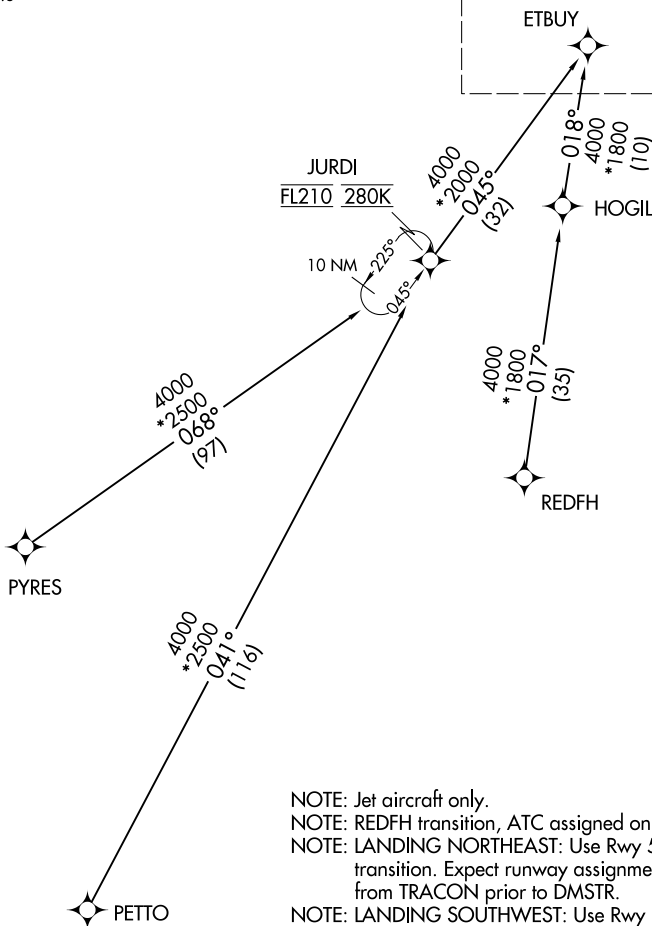 ETBUY
018°
4000
*1800
(10)
JURDI
FL210 280K
4000
*2000
045°
(32)
HOGIL
10 NM
225°
045°
4000
*1800
017°
(35)
4000
*2500
068°
(97)
REDFH
PYRES
4000
*2500
041°
(116)
NOTE: Jet aircraft only.
NOTE: REDFH transition, ATC assigned on
NOTE: LANDING NORTHEAST: Use Rwy 5
transition. Expect runway assignme
from TRACON prior to DMSTR.
NOTE: LANDING SOUTHWEST: Use Rwy
PETTO